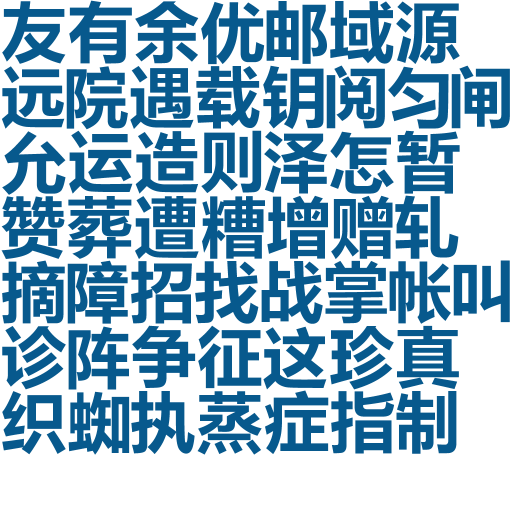 友有余优邮域源
远院遇载钥阅匀闸
允运造则泽怎暂
赞葬遭糟增赠轧
摘障招找战掌帐叫
诊阵争征这珍真
织蜘执蒸症指制